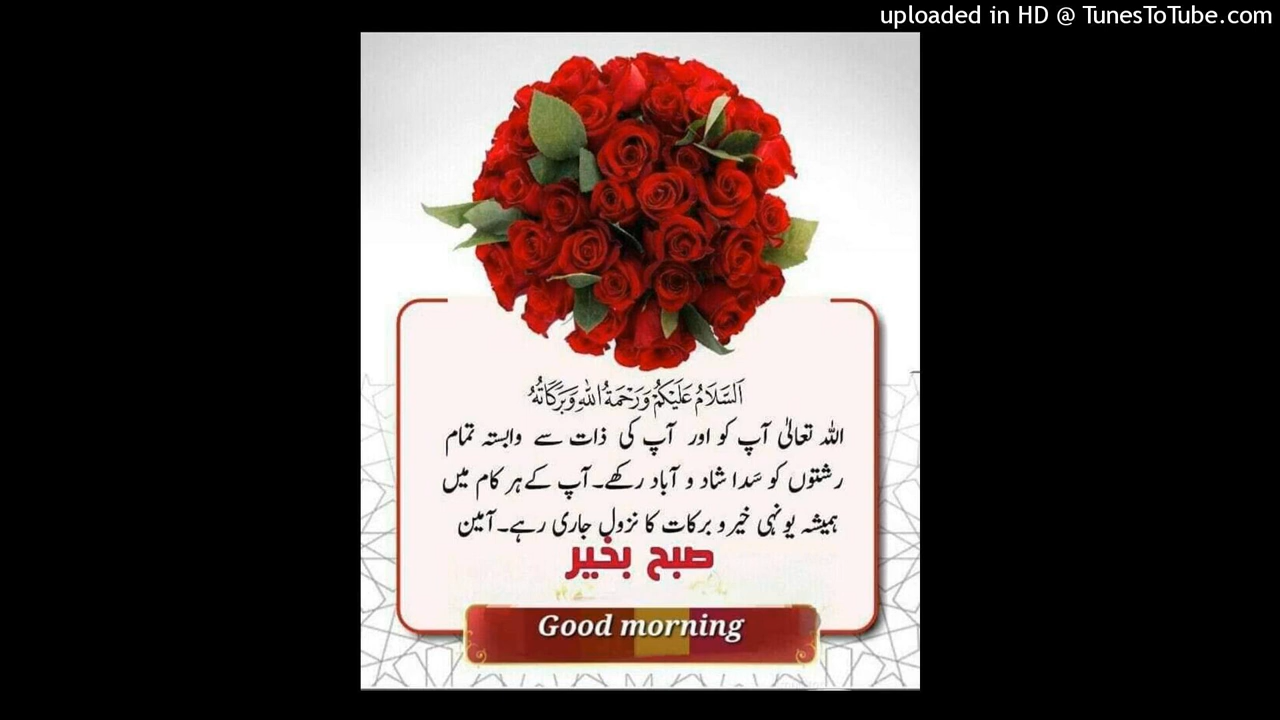 uploaded in HD @ TunesToTube.com
اَلسَّلَامُ عَلَيْكُمْ وَرَحْمَةُ اللهِ وَبَرَكَاتُهُ
اللہ تعالیٰ آپ کو اور آپ کی ذات سے وابستہ تمام
رشتوں کو سَدا شاد و آباد رکھے۔آپ کے ہر کام میں
ہمیشہ یونہی خیر و برکات کا نزول جاری رہے۔آمین
صبح بخیر
Good morning